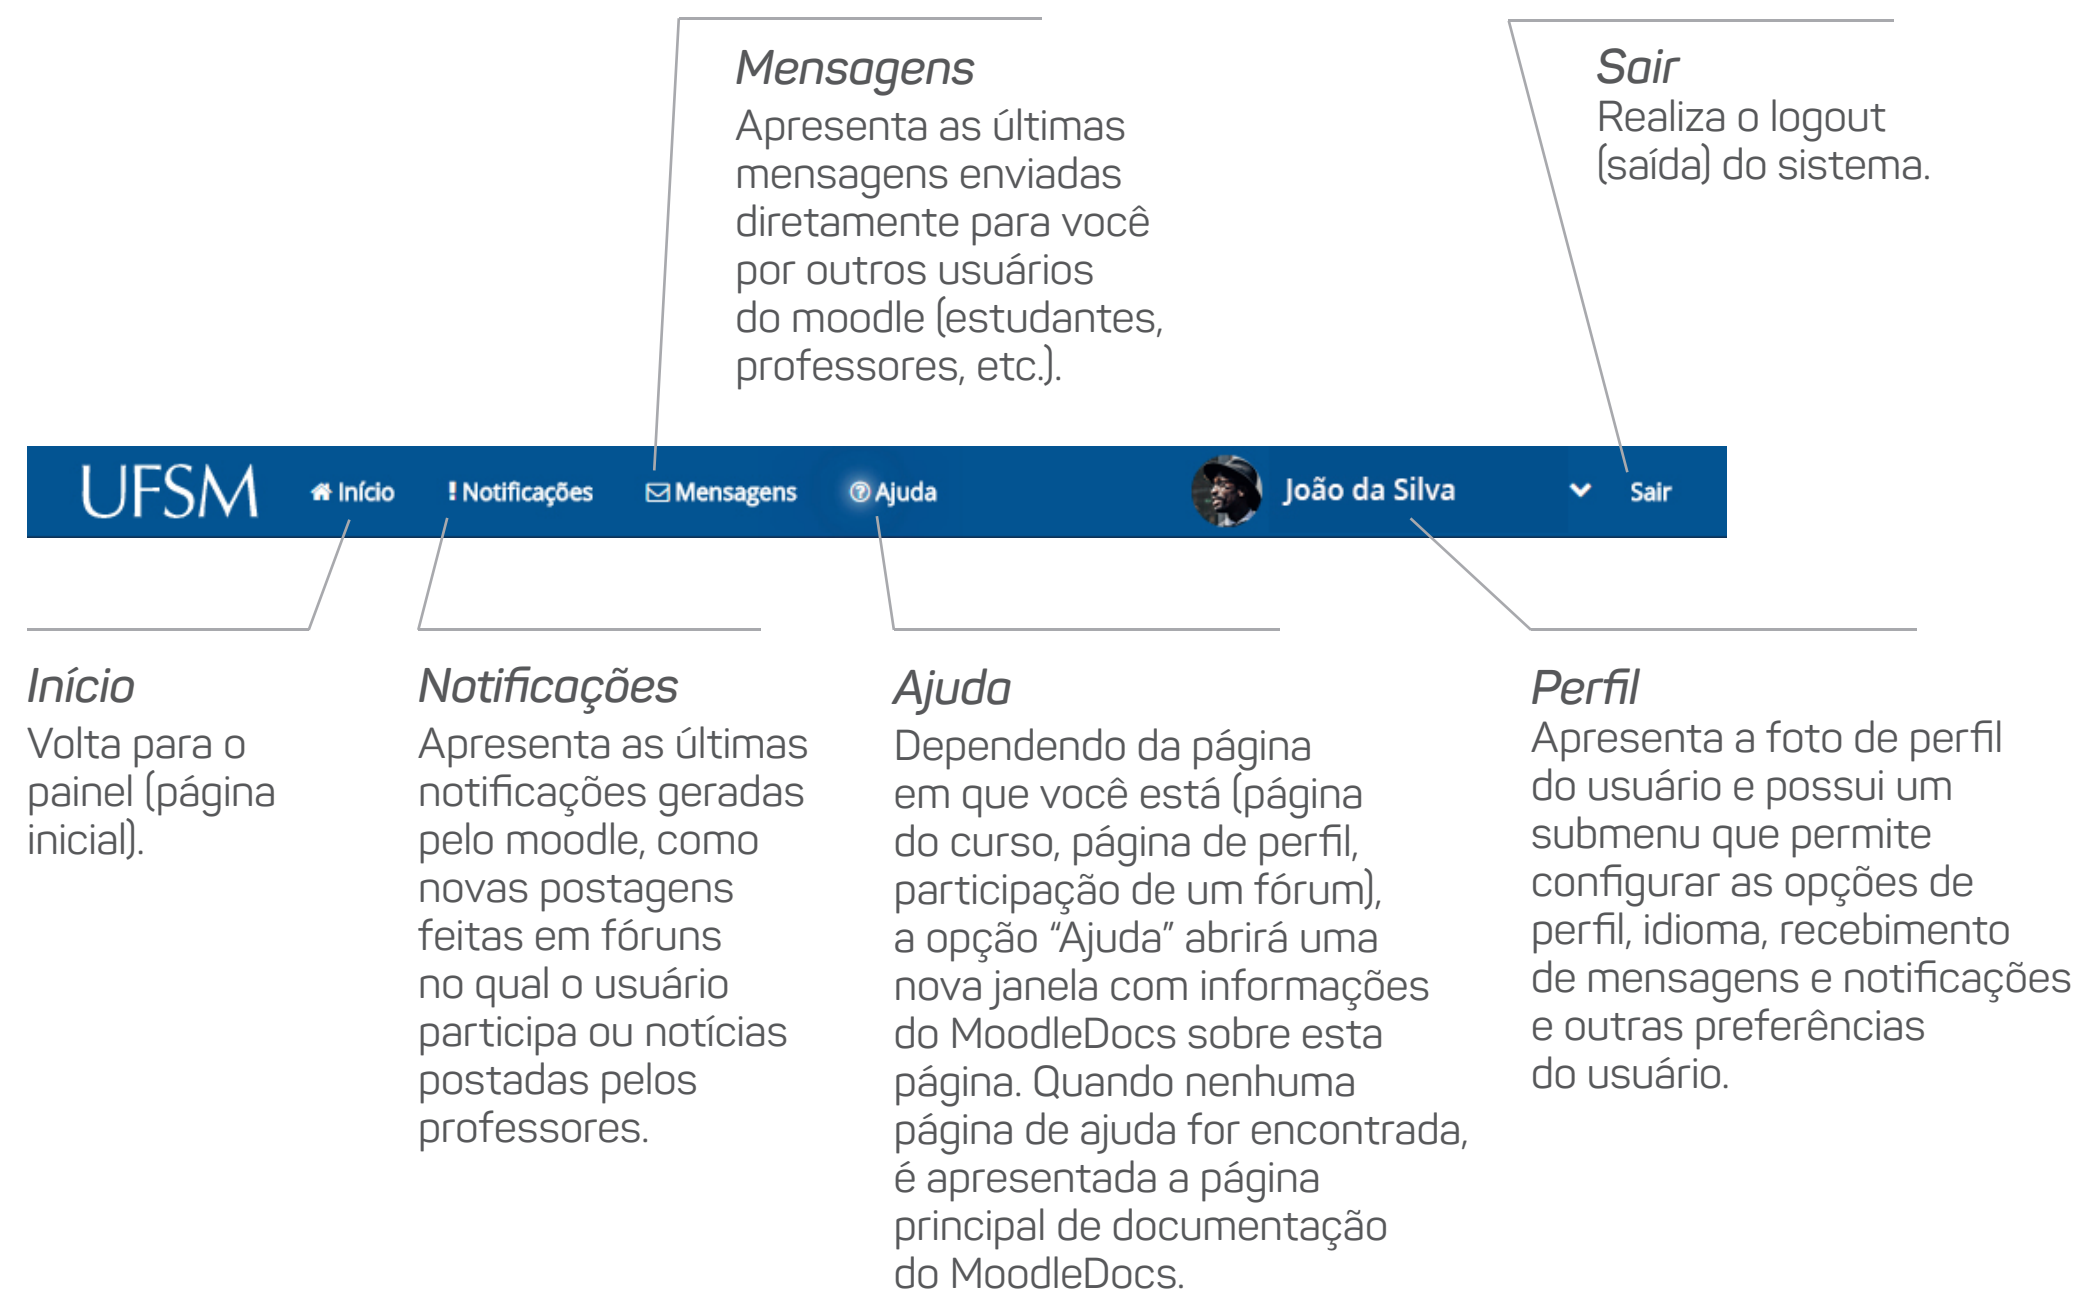 Mensagens
Apresenta as últimas
mensagens enviadas
diretamente para você
por outros usuários
do moodle (estudantes,
professores, etc.).
Sair
Realiza o logout
(saída) do sistema.
UFSM Início ! Notificações Mensagens Ajuda João da Silva Sair
Início
Volta para o
painel (página
inicial).
Notificações
Apresenta as últimas
notificações geradas
pelo moodle, como
novas postagens
feitas em fóruns
no qual o usuário
participa ou notícias
postadas pelos
professores.
Ajuda
Dependendo da página
em que você está (página
do curso, página de perfil,
participação de um fórum),
a opção “Ajuda” abrirá uma
nova janela com informações
do MoodleDocs sobre esta
página. Quando nenhuma
página de ajuda for encontrada,
é apresentada a página
principal de documentação
do MoodleDocs.
Perfil
Apresenta a foto de perfil
do usuário e possui um
submenu que permite
configurar as opções de
perfil, idioma, recebimento
de mensagens e notificações
e outras preferências
do usuário.